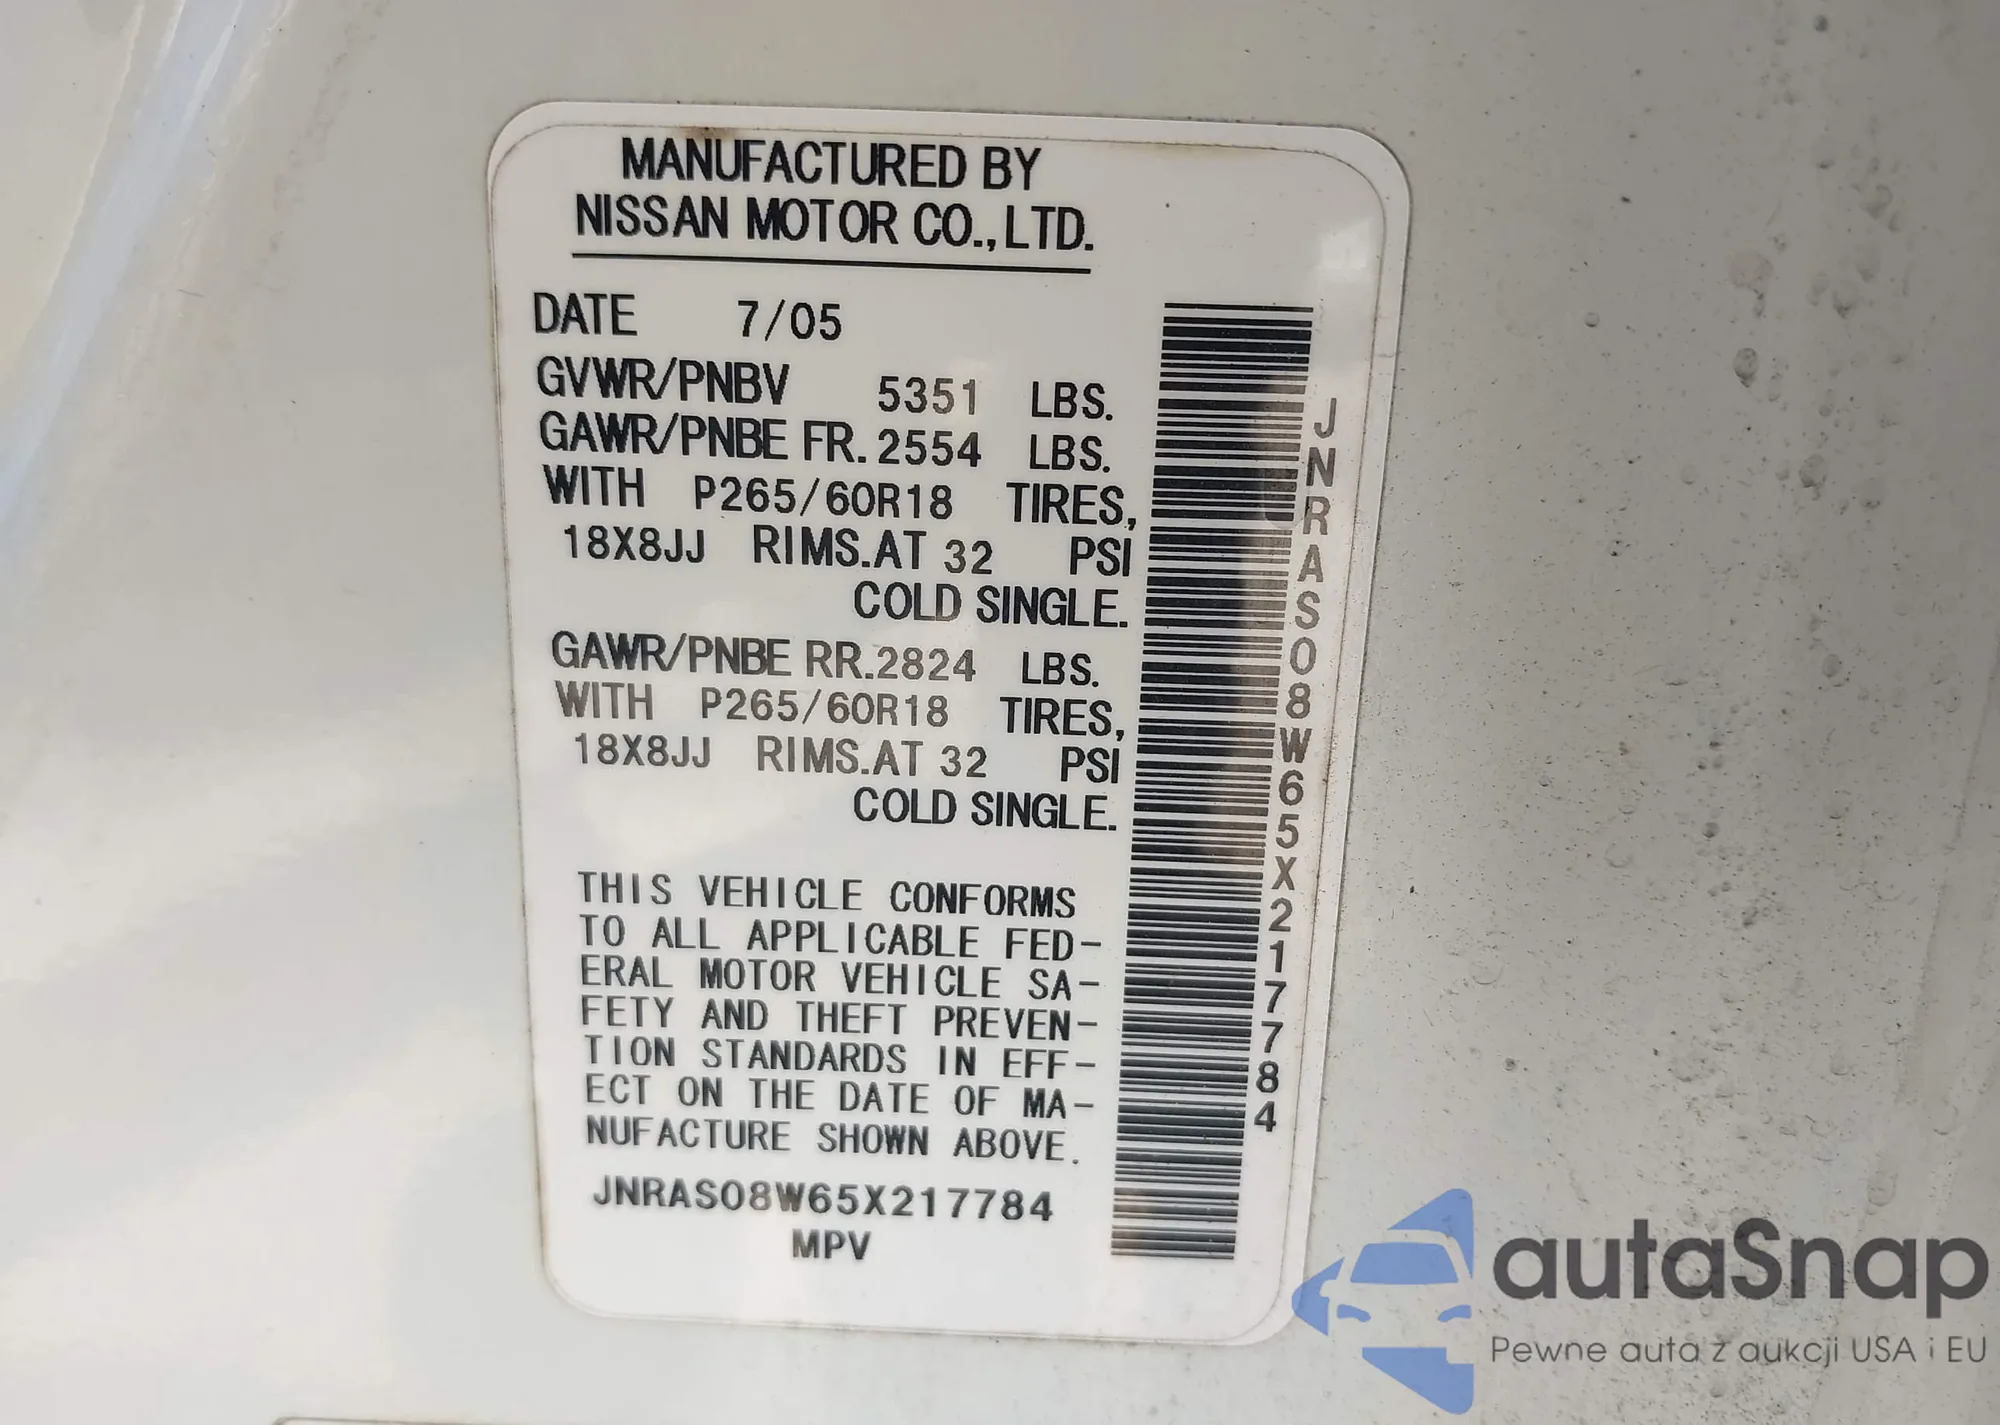 MANUFACTURED BY
NISSAN MOTOR CO.,LTD.
DATE 7/05
GVWR/PNBV 5351 LBS.
GAWR/PNBE FR. 2554 LBS.
WITH P265/60R18 TIRES,
18X8JJ RIMS.AT 32 PSI
COLD SINGLE.
GAWR/PNBE RR.2824 LBS.
WITH P265/60R18 TIRES,
18X8JJ RIMS.AT 32 PSI
COLD SINGLE.
THIS VEHICLE CONFORMS
TO ALL APPLICABLE FED-
ERAL MOTOR VEHICLE SA-
FETY AND THEFT PREVEN-
TION STANDARDS IN EFF-
ECT ON THE DATE OF MA-
NUFACTURE SHOWN ABOVE.
JNRAS08W65X217784
MPV
JNRAS08W65X217784
autaSnap
Pewne auta z aukcji USA i EU